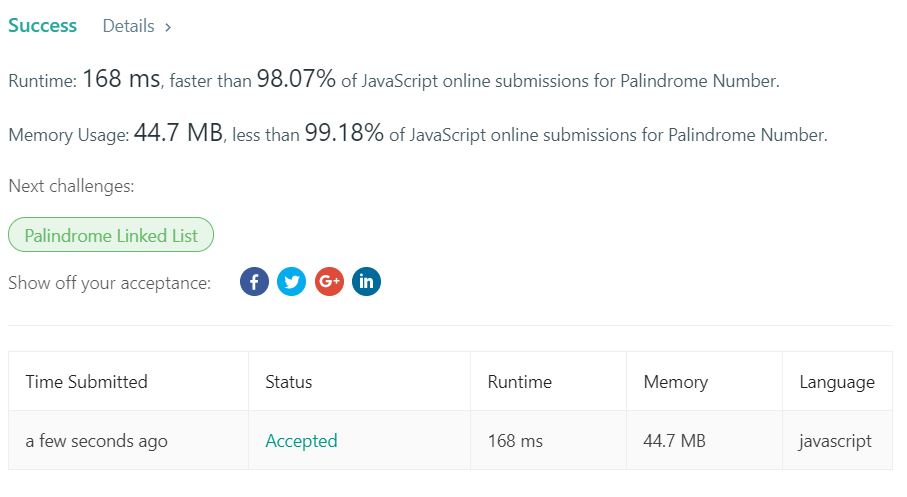 Success Details >
Runtime: 168 ms, faster than 98.07% of JavaScript online submissions for Palindrome Number.
Memory Usage: 44.7 MB, less than 99.18% of JavaScript online submissions for Palindrome Number.
Next challenges:
Palindrome Linked List
Show off your acceptance: f G+ in
Time Submitted Status Runtime Memory Language
a few seconds ago Accepted 168 ms 44.7 MB javascript